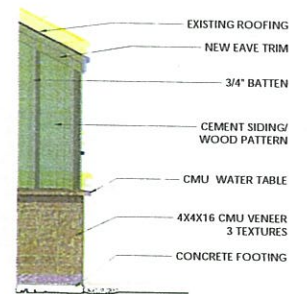 EXISTING ROOFING
NEW EAVE TRIM
3/4" BATTEN
CEMENT SIDING/
WOOD PATTERN
CMU WATER TABLE
4X4X16 CMU VENEER
3 TEXTURES
CONCRETE FOOTING